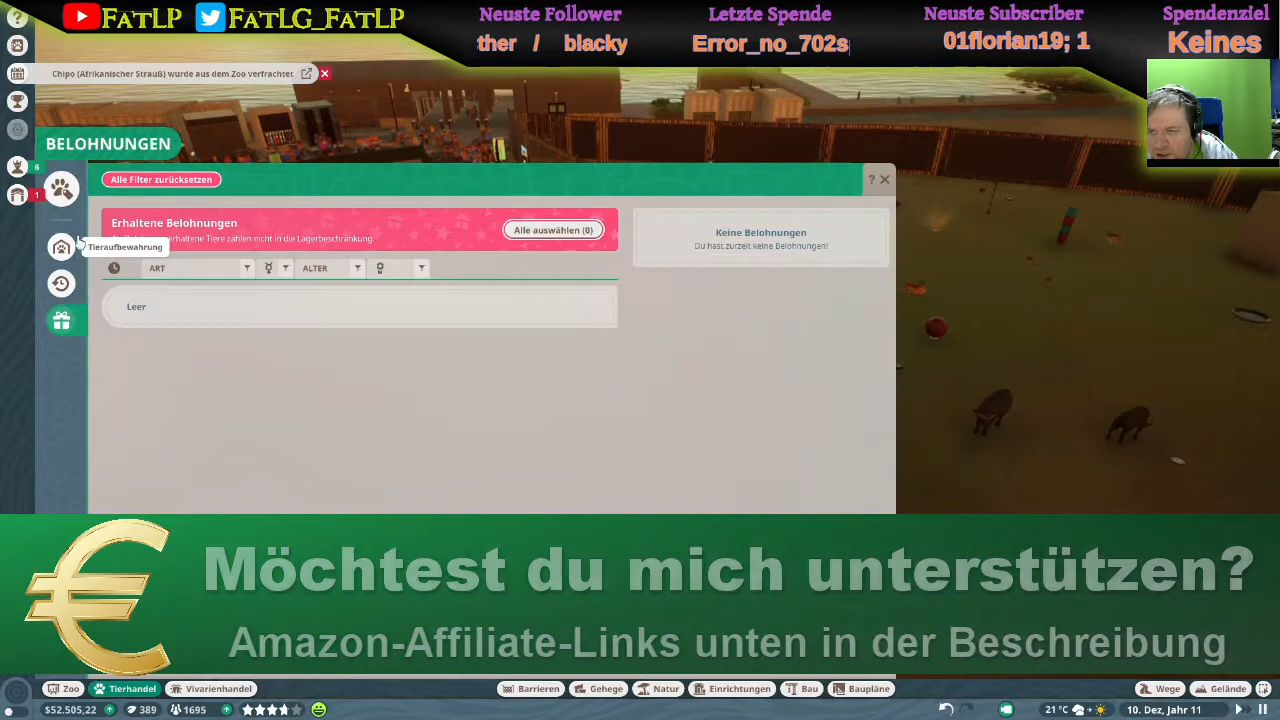 FatLP
FatLG_FatLP
Neuste Follower
ther / blacky
Letzte Spende
Error_no_702s
Neuste Subscriber
01florian19; 1
Spendenziel
Keines
Chipo (Afrikanischer Strauß) wurde aus dem Zoo verfrachtet
BELOHNUNGEN
6
1
Alle Filter zurücksetzen
?
Erhaltene Belohnungen
erhaltene Tiere zählen nicht in die Lagerbeschränkung.
Alle auswählen (0)
Keine Belohnungen
Du hast zurzeit keine Belohnungen!
Tieraufbewahrung
ART
ALTER
Leer
Möchtest du mich unterstützen?
Amazon-Affiliate-Links unten in der Beschreibung
Zoo
Tierhandel
Vivarienhandel
Barrieren
Gehege
Natur
Einrichtungen
Bau
Baupläne
Wege
Gelände
$52.505,22
389
1695
21 °C
10. Dez, Jahr 11